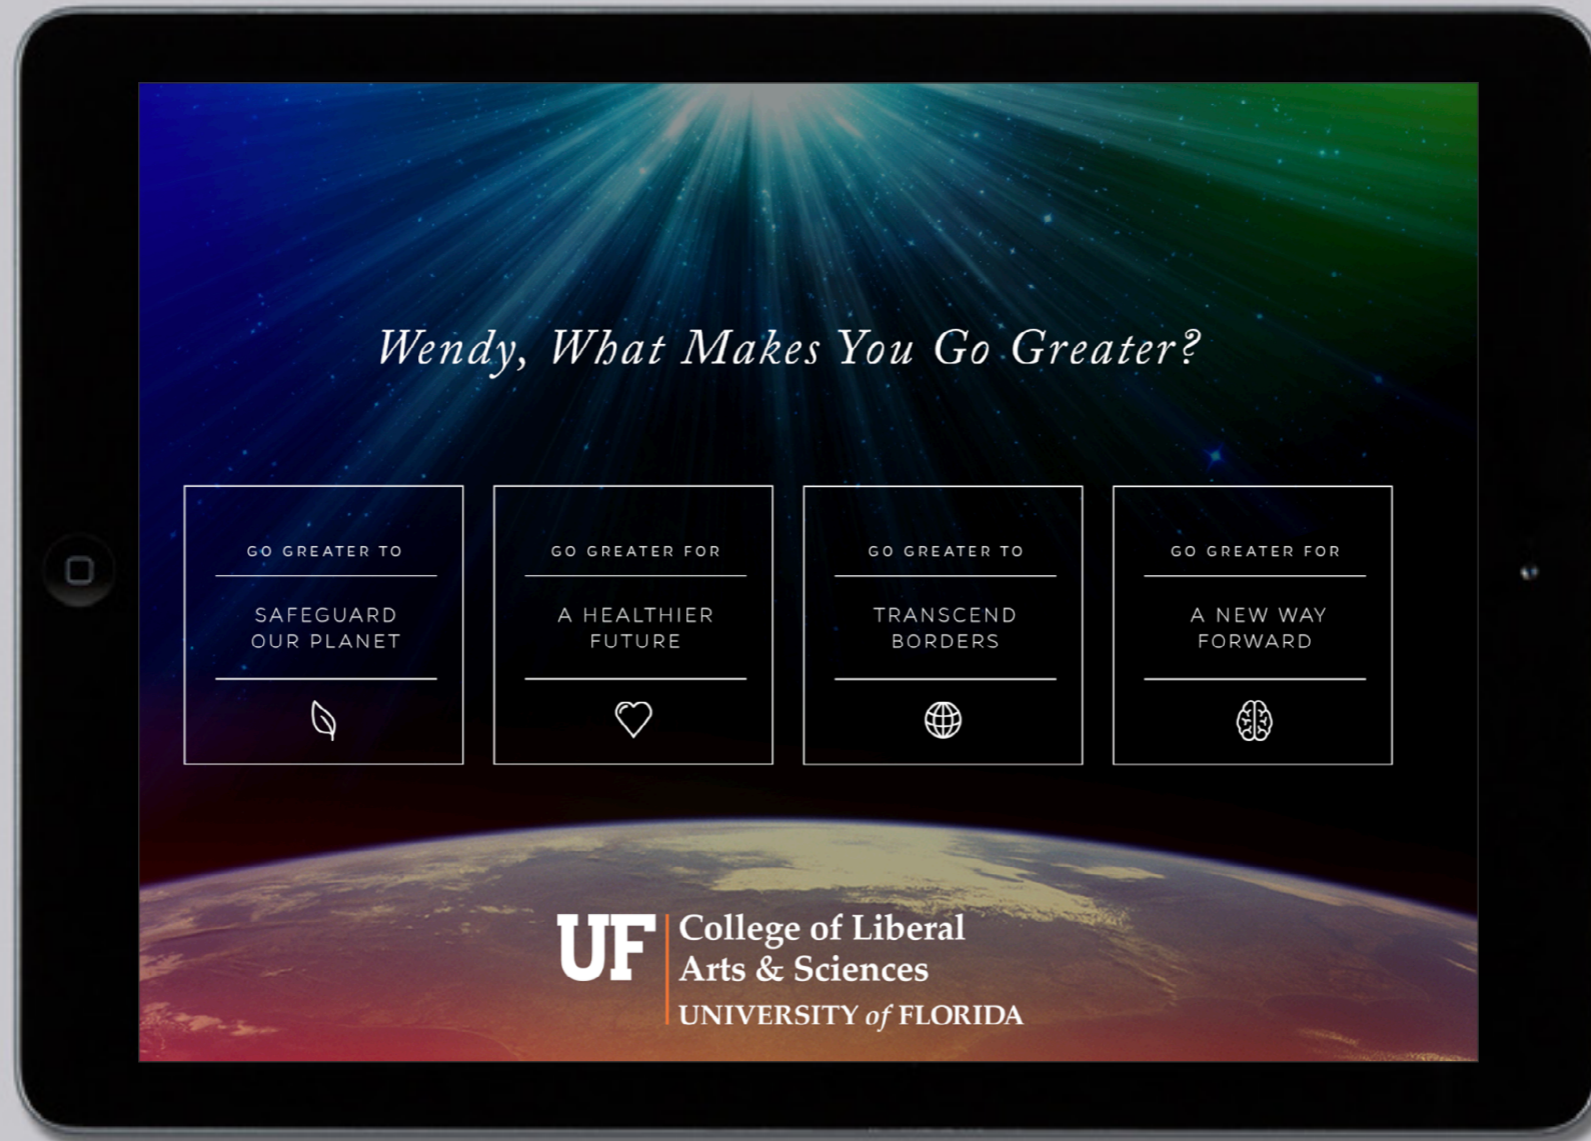 Wendy, What Makes You Go Greater?
GO GREATER TO
SAFEGUARD
OUR PLANET
GO GREATER FOR
A HEALTHIER
FUTURE
GO GREATER TO
TRANSCEND
BORDERS
GO GREATER FOR
A NEW WAY
FORWARD
UF
College of Liberal
Arts & Sciences
UNIVERSITY of FLORIDA